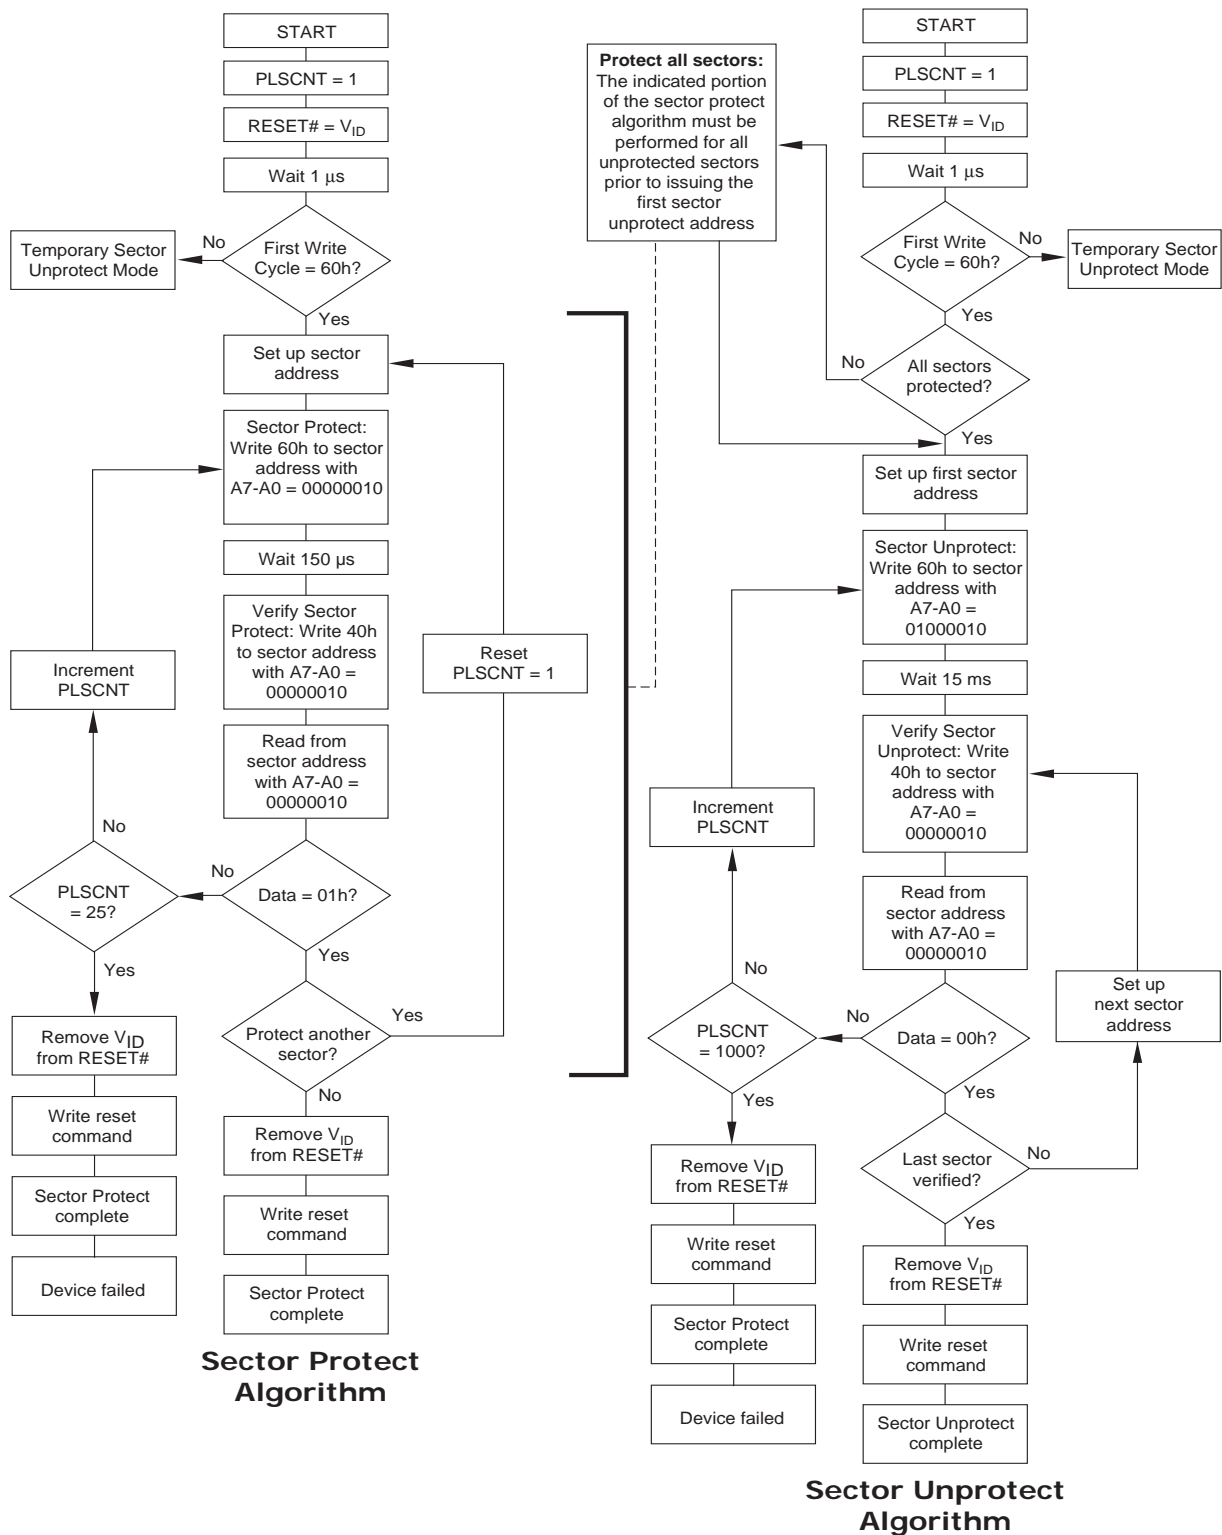 START
PLSCNT = 1
RESET# = VID
Wait 1 μs
First Write
Cycle = 60h?
No
Temporary Sector
Unprotect Mode
Yes
Set up sector
address
Sector Protect:
Write 60h to sector
address with
A7-A0 = 00000010
Wait 150 µs
Verify Sector
Protect: Write 40h
to sector address
with A7-A0 =
00000010
Read from
sector address
with A7-A0 =
00000010
Data = 01h?
No
PLSCNT
= 25?
No
Increment
PLSCNT
Yes
Remove VID
from RESET#
Write reset
command
Sector Protect
complete
Device failed
Yes
Protect another
sector?
Yes
Reset
PLSCNT = 1
No
Remove VID
from RESET#
Write reset
command
Sector Protect
complete
Sector Protect
Algorithm
Protect all sectors:
The indicated portion
of the sector protect
algorithm must be
performed for all
unprotected sectors
prior to issuing the
first sector
unprotect address
START
PLSCNT = 1
RESET# = VID
Wait 1 μs
First Write
Cycle = 60h?
No
Temporary Sector
Unprotect Mode
Yes
All sectors
protected?
No
Yes
Set up first sector
address
Sector Unprotect:
Write 60h to sector
address with
A7-A0 =
01000010
Wait 15 ms
Verify Sector
Unprotect: Write
40h to sector
address with
A7-A0 =
00000010
Read from
sector address
with A7-A0 =
00000010
Data = 00h?
No
PLSCNT
= 1000?
No
Increment
PLSCNT
Yes
Remove VID
from RESET#
Write reset
command
Sector Protect
complete
Device failed
Yes
Last sector
verified?
No
Set up
next sector
address
Yes
Remove VID
from RESET#
Write reset
command
Sector Unprotect
complete
Sector Unprotect
Algorithm